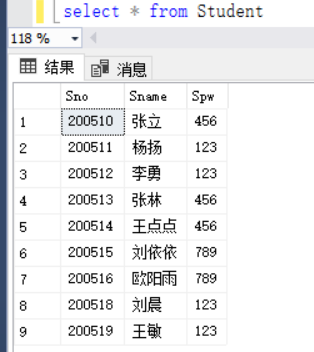 select * from Student
118 %
结果 消息
Sno Sname Spw
1 200510 张立 456
2 200511 杨扬 123
3 200512 李勇 123
4 200513 张林 456
5 200514 王点点 456
6 200515 刘依依 789
7 200516 欧阳雨 789
8 200518 刘晨 123
9 200519 王敏 123